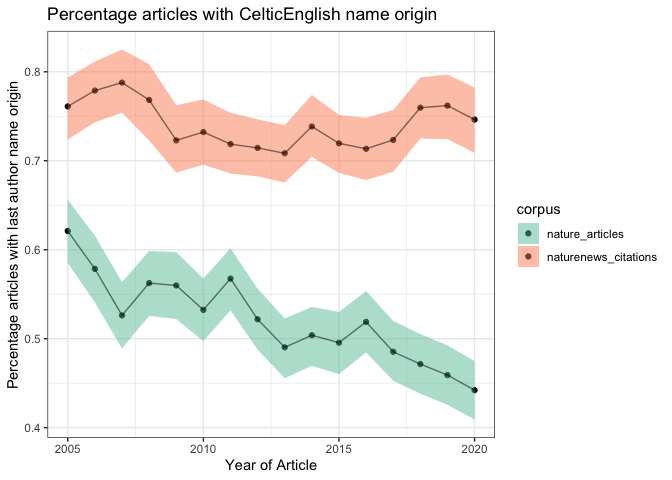 Percentage articles with CelticEnglish name origin
Percentage articles with last author name origin
0.8
0.7
0.6
0.5
0.4
2005
2010
2015
2020
Year of Article
corpus
nature_articles
naturenews_citations